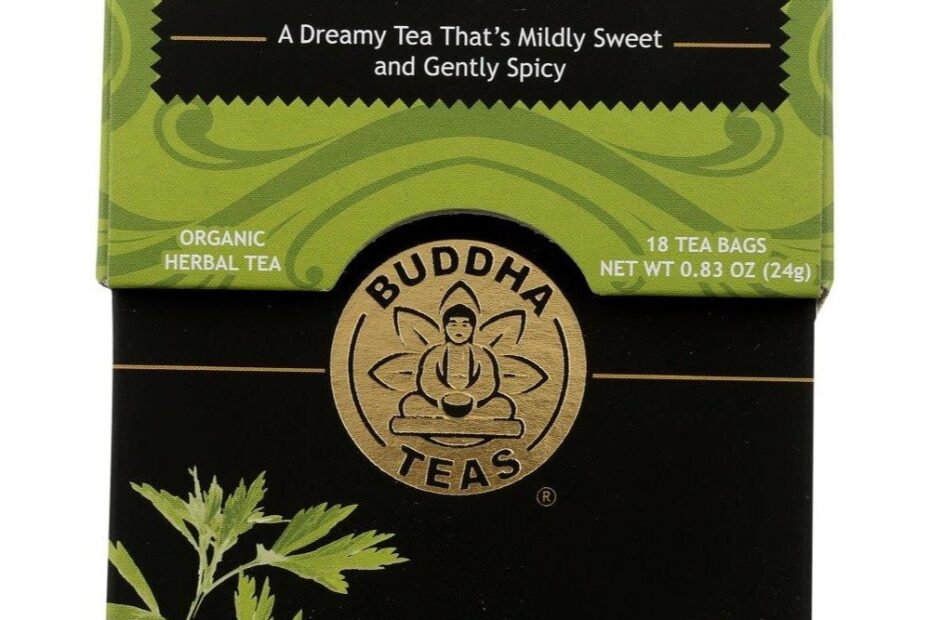 A Dreamy Tea That's Mildly Sweet
and Gently Spicy
ORGANIC
HERBAL TEA
18 TEA BAGS
NET WT 0.83 OZ (24g)
BUDDHA
TEAS
®